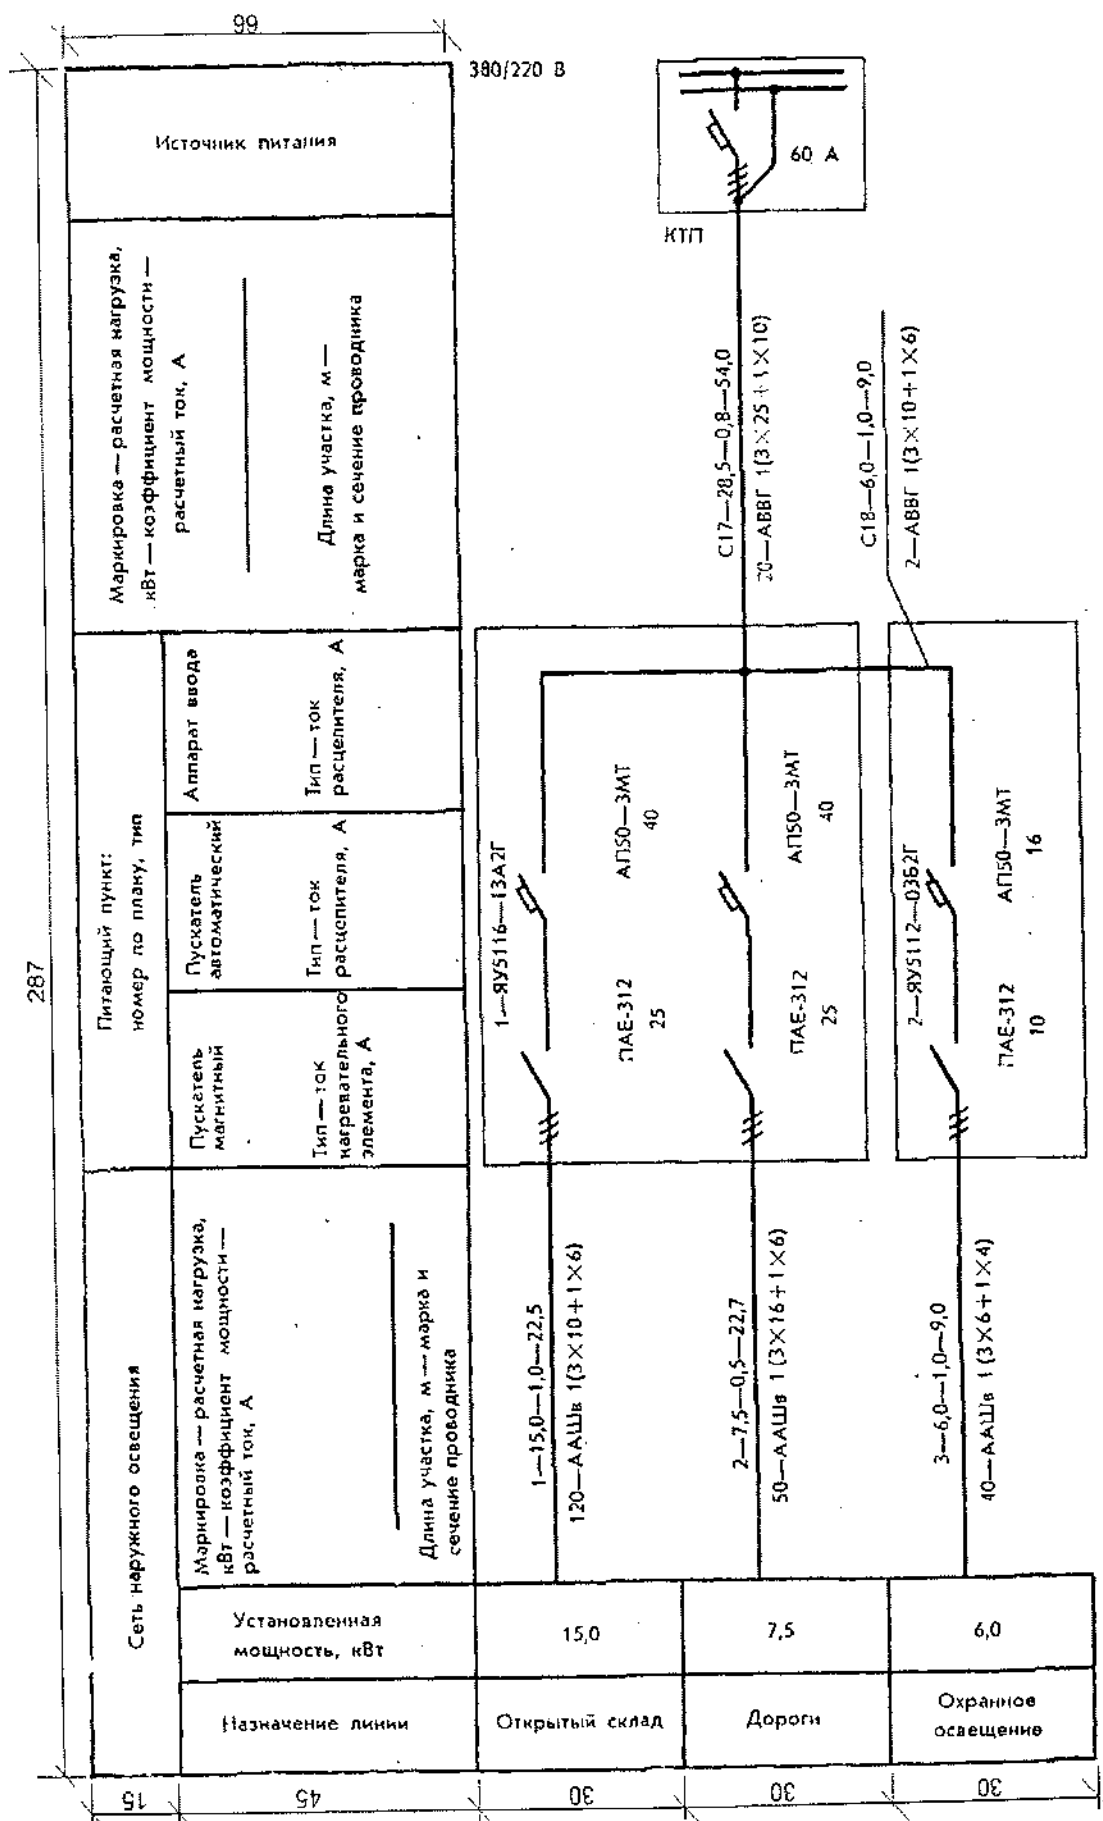 99
287
380/220 В
Источник питания
60 А
КТП
Маркировка — расчетная нагрузка,
кВт — коэффициент мощности —
расчетный ток, А
Длина участка, м —
марка и сечение проводника
С17—28,5—0,8—54,0
20—АВВГ 1(3×25+1×10)
С18—6,0—1,0—9,0
2—АВВГ 1(3×10+1×6)
Питающий пункт:
номер по плану, тип
Аппарат ввода
Тип — ток
расцепителя, А
Пускатель
автоматический
Тип — ток
расцепителя, А
Пускатель
магнитный
Тип — ток
нагревательного
элемента, А
1—ЯУ5116—13А2Г
АП50—3МТ
40
ПАЕ-312
25
АП50—3МТ
40
ПАЕ-312
25
2—ЯУ5112—03Б2Г
АП50—3МТ
16
ПАЕ-312
10
Сеть наружного освещения
Маркировка — расчетная нагрузка,
кВт — коэффициент мощности —
расчетный ток, А
Длина участка, м — марка и
сечение проводника
1—15,0—1,0—22,5
120—ААШв 1(3×10+1×6)
2—7,5—0,5—22,7
50—ААШв 1(3×16+1×6)
3—6,0—1,0—9,0
40—ААШв 1(3×6+1×4)
Установленная
мощность, кВт
15,0
7,5
6,0
Назначение линии
Открытый склад
Дороги
Охранное
освещение
15
45
30
30
30